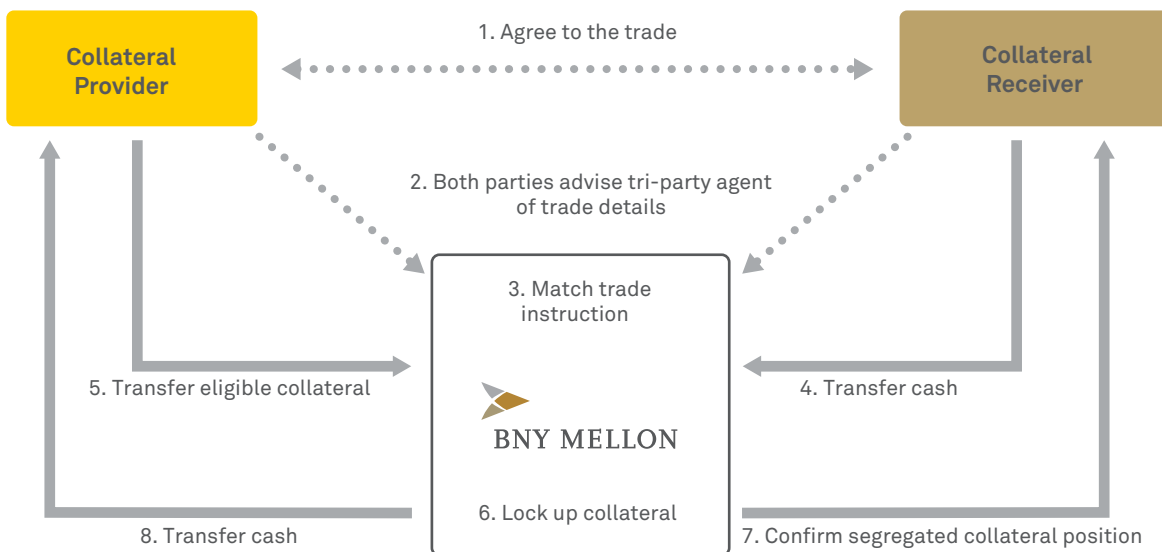 1. Agree to the trade
Collateral
Provider
Collateral
Receiver
2. Both parties advise tri-party agent
of trade details
3. Match trade
instruction
5. Transfer eligible collateral
4. Transfer cash
BNY MELLON
6. Lock up collateral
8. Transfer cash
7. Confirm segregated collateral position